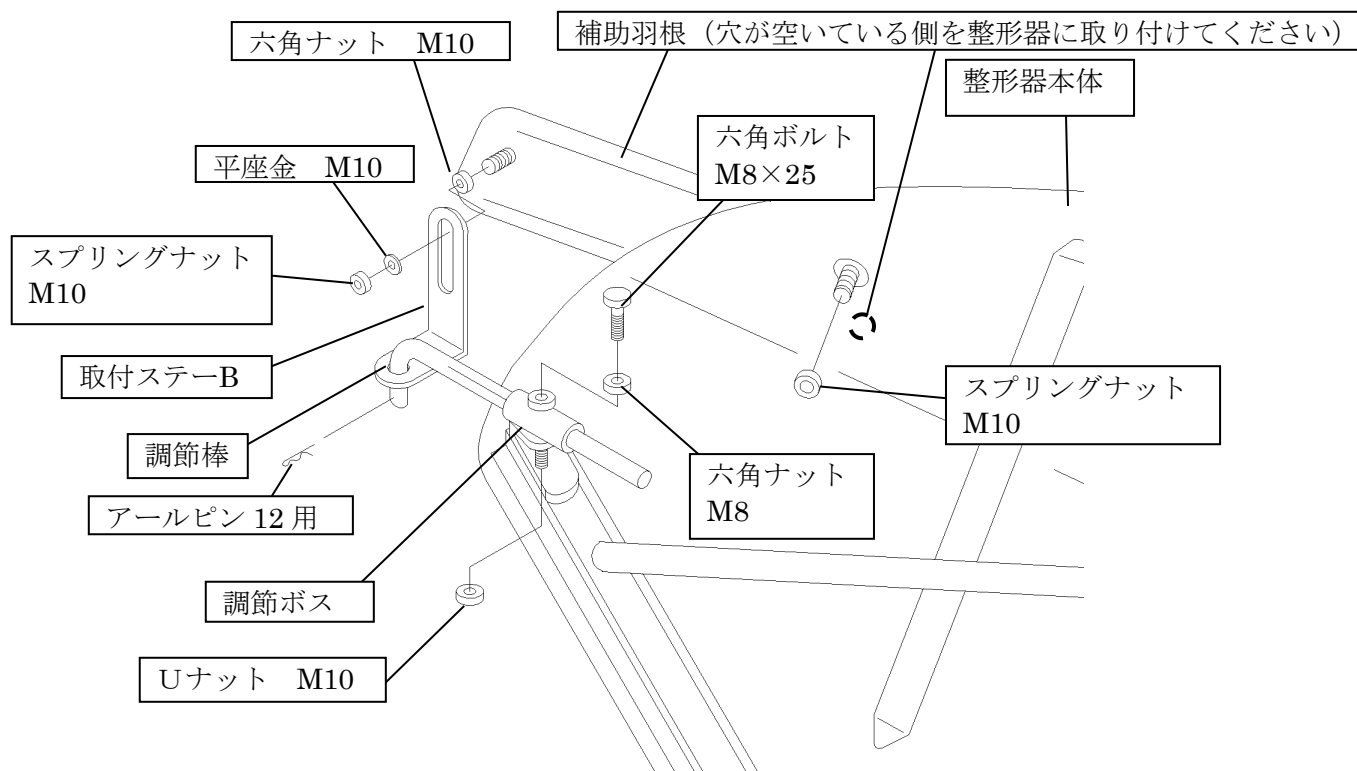 六角ナット　M10
補助羽根（穴が空いている側を整形器に取り付けてください）
整形器本体
六角ボルト
M8×25
平座金　M10
スプリングナット
M10
取付ステーB
スプリングナット
M10
調節棒
六角ナット
M8
アールピン 12 用
調節ボス
Uナット　M10